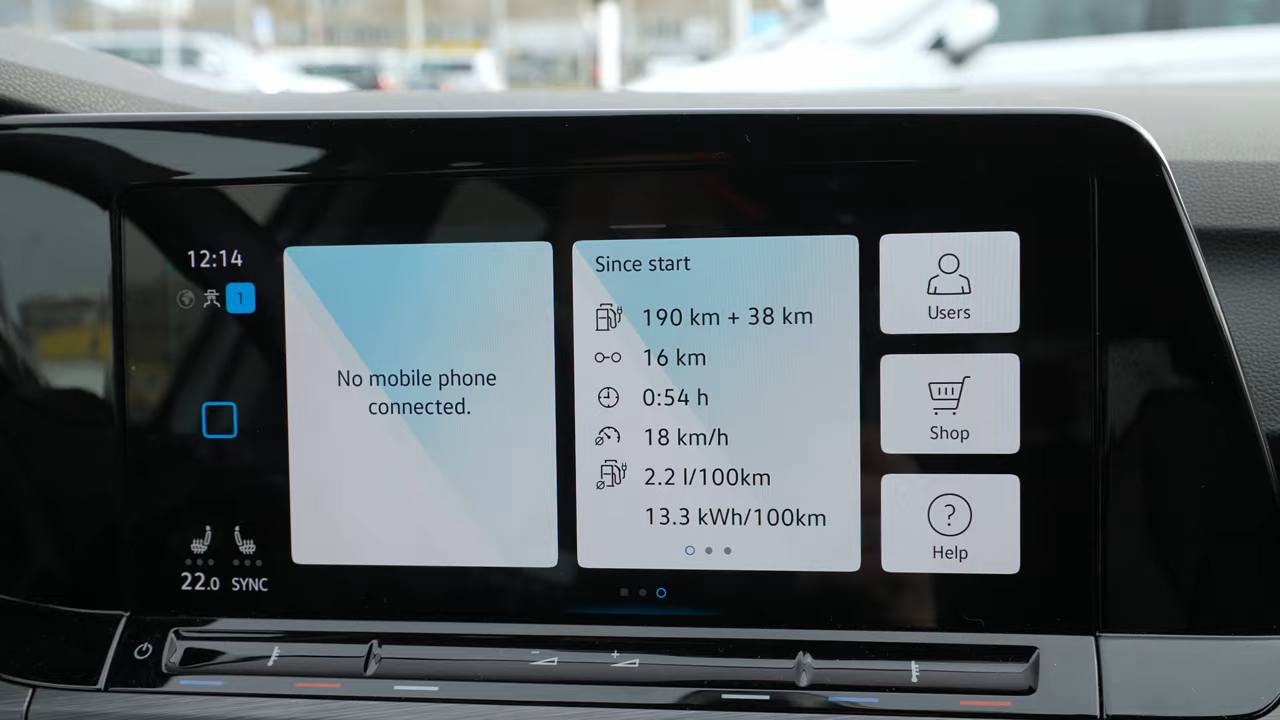 12:14
1
22.0 SYNC
No mobile phone
connected.
Since start
190 km + 38 km
16 km
0:54 h
18 km/h
2.2 l/100km
13.3 kWh/100km
Users
Shop
?
Help
- +